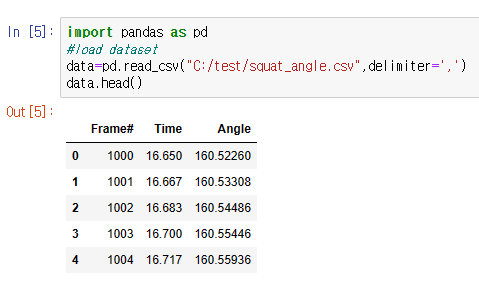 In [5]: import pandas as pd
#load dataset
data=pd.read_csv("C:/test/squat_angle.csv",delimiter=',')
data.head()
Out[5]:
Frame# Time Angle
0 1000 16.650 160.52260
1 1001 16.667 160.53308
2 1002 16.683 160.54486
3 1003 16.700 160.55446
4 1004 16.717 160.55936